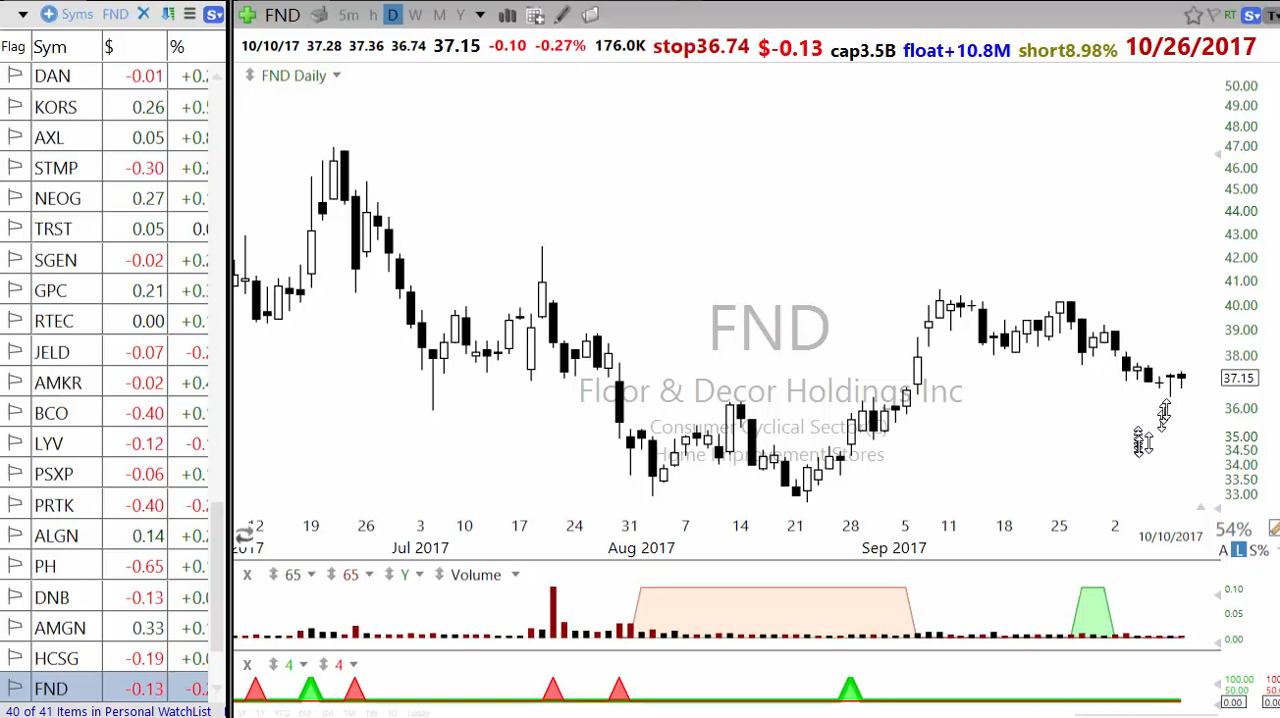 Syms FND
FND 5m h D W M Y RT
Flag Sym $ %
10/10/17 37.28 37.36 36.74 37.15 -0.10 -0.27% 176.0K stop36.74 $-0.13 cap3.5B float+10.8M short8.98% 10/26/2017
FND Daily
DAN -0.01
KORS 0.26
AXL 0.05
STMP -0.30
NEOG 0.27
TRST 0.05
SGEN -0.02
GPC 0.21
RTEC 0.00
JELD -0.07
AMKR -0.02
BCO -0.40
LYV -0.12
PSXP -0.06
PRTK -0.40
ALGN 0.14
PH -0.65
DNB -0.13
AMGN 0.33
HCSG -0.19
FND -0.13
40 of 41 Items in Personal WatchList
FND
Floor & Decor Holdings Inc
Consumer Cyclical Sector
Home Improvement Stores
50.00
49.00
48.00
47.00
46.00
45.00
44.00
43.00
42.00
41.00
40.00
39.00
38.00
37.15
36.00
35.00
34.50
34.00
33.50
33.00
12 19 26 3 10 17 24 31 7 14 21 28 5 11 18 25 2 10/10/2017
2017 Jul 2017 Aug 2017 Sep 2017
54%
A L S%
X 65 65 Y Volume
0.10
0.05
0.00
X 4 4
100.00
50.00
0.00